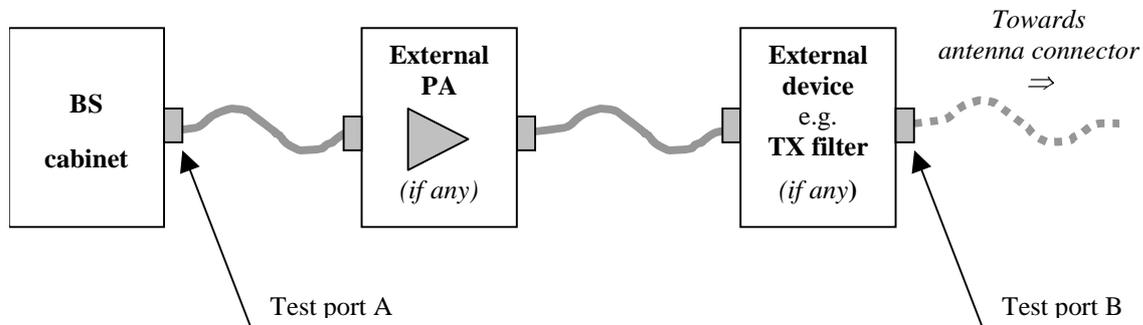 BS
cabinet
External
PA
(if any)
External
device
e.g.
TX filter
(if any)
Towards
antenna connector
⇒
Test port A
Test port B